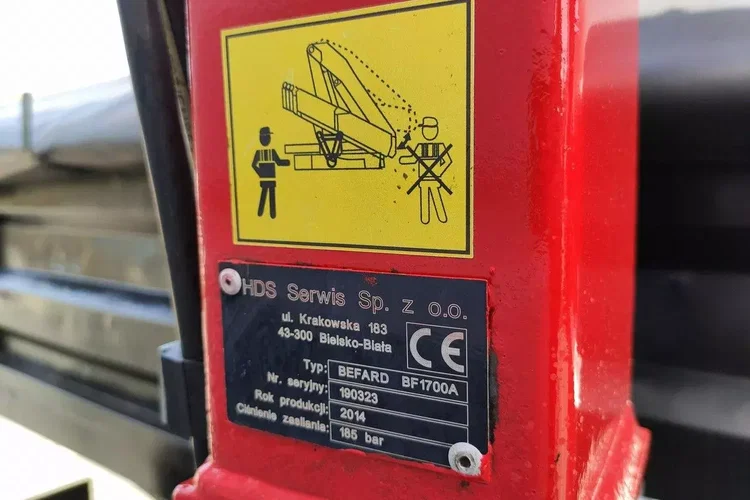 HDS Serwis Sp. z o.o.
ul. Krakowska 183
43-300 Bielsko-Biała
CE
Typ: BEFARD BF1700A
Nr. seryjny: 190323
Rok produkcji: 2014
Ciśnienie zasilania: 185 bar